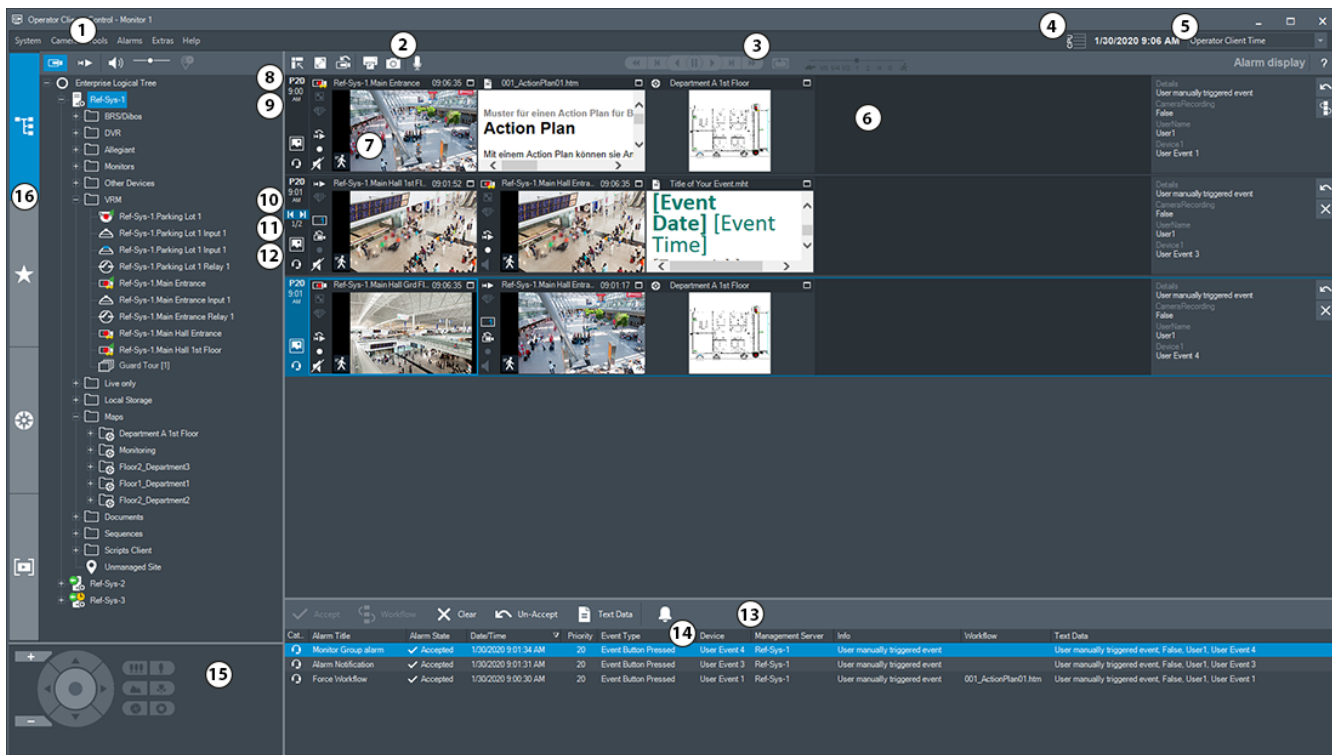 Operator Client
Control - Monitor 1
System
Camera
Tools
Alarms
Extras
Help
1
2
3
4
5
1/30/2020 9:06 AM
Operator Client Time
Alarm display
?
Enterprise Logical Tree
Ref-Sys-1
BRS/Dibos
DVR
Allegiant
Monitors
Other Devices
VRM
Ref-Sys-1.Parking Lot 1
Ref-Sys-1.Parking Lot 1 Input 1
Ref-Sys-1.Parking Lot 1 Input 1
Ref-Sys-1.Parking Lot 1 Relay 1
Ref-Sys-1.Main Entrance
Ref-Sys-1.Main Entrance Input 1
Ref-Sys-1.Main Entrance Relay 1
Ref-Sys-1.Main Hall Entrance
Ref-Sys-1.Main Hall 1st Floor
Guard Tour [1]
Live only
Local Storage
Maps
Department A 1st Floor
Monitoring
Floor2_Department3
Floor1_Department1
Floor2_Department2
Documents
Sequences
Scripts Client
Unmanaged Site
Ref-Sys-2
Ref-Sys-3
16
15
8
9
P20
9:00
AM
Ref-Sys-1.Main Entrance 09:06:35
001_ActionPlan01.htm
Department A 1st Floor
7
Muster für einen Action Plan für B
Action Plan
Mit einem Action Plan können sie Ar
6
Details
User manually triggered event
CameraRecording
False
UserName
User1
Device1
User Event 1
10
11
12
P20
9:01
AM
1/2
Ref-Sys-1.Main Hall 1st Fl.. 09:01:52
Ref-Sys-1.Main Hall Entra.. 09:06:35
Title of Your Event.mht
[Event
Date] [Event
Time]
Details
User manually triggered event
CameraRecording
False
UserName
User1
Device1
User Event 3
P20
9:01
AM
Ref-Sys-1.Main Hall Grd Fl.. 09:06:35
Ref-Sys-1.Main Hall Entra.. 09:01:17
Department A 1st Floor
Details
User manually triggered event
CameraRecording
False
UserName
User1
Device1
User Event 4
Accept
Workflow
Clear
Un-Accept
Text Data
13
14
Cat.. Alarm Title Alarm State Date/Time Priority Event Type Device Management Server Info Workflow Text Data
Monitor Group alarm Accepted 1/30/2020 9:01:34 AM 20 Event Button Pressed User Event 4 Ref-Sys-1 User manually triggered event User manually triggered event, False, User1, User Event 4
Alarm Notification Accepted 1/30/2020 9:01:31 AM 20 Event Button Pressed User Event 3 Ref-Sys-1 User manually triggered event User manually triggered event, False, User1, User Event 3
Force Workflow Accepted 1/30/2020 9:00:30 AM 20 Event Button Pressed User Event 1 Ref-Sys-1 User manually triggered event 001_ActionPlan01.htm User manually triggered event, False, User1, User Event 1